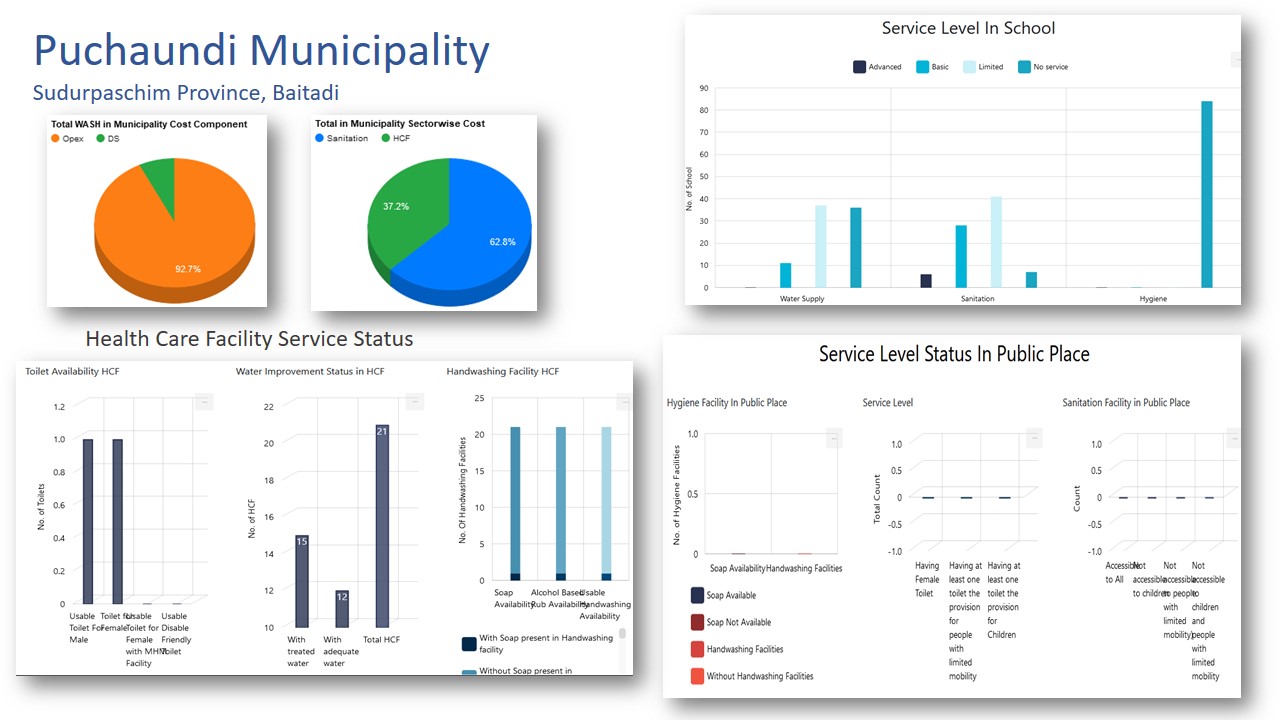 Puchaundi Municipality
Sudurpaschim Province, Baitadi
Total WASH in Municipality Cost Component
Opex DS
92.7%
Total in Municipality Sectorwise Cost
Sanitation HCF
37.2%
62.8%
Service Level In School
Advanced Basic Limited No service
No. of School
90
80
70
60
50
40
30
20
10
0
Water Supply Sanitation Hygiene
Health Care Facility Service Status
Toilet Availability HCF
No. of Toilets
1.2
1.0
0.8
0.6
0.4
0.2
0
Usable
Toilet For
Male
Toilet for
Female
Usable
Toilet for
Female
with MHM
Facility
Usable
Disable
Friendly
Toilet
Water Improvement Status in HCF
No. of HCF
22
20
18
16
14
12
10
15
12
21
With
treated
water
With
adequate
water
Total HCF
Handwashing Facility HCF
No. Of Handwashing Facilities
25
20
15
10
5
0
Soap
Availability
Alcohol Based
Rub Availability
Usable
Handwashing
Availability
With Soap present in Handwashing
facility
Without Soap present in
Service Level Status In Public Place
Hygiene Facility In Public Place
No. of Hygiene Facilities
1.0
0.5
0
Soap Availability Handwashing Facilities
Soap Available
Soap Not Available
Handwashing Facilities
Without Handwashing Facilities
Service Level
Total Count
1.0
0.5
0
-0.5
-1.0
Having
Female
Toilet
Having at
least one
toilet the
provision
for
people
with
limited
mobility
Having at
least one
toilet the
provision
for
Children
Sanitation Facility in Public Place
Count
1.0
0.5
0
-0.5
-1.0
Accessible
to All
Not
accessible
to children
Not
accessible
to people
with
limited
mobility
Not
accessible
to
children
and
people
with
limited
mobility